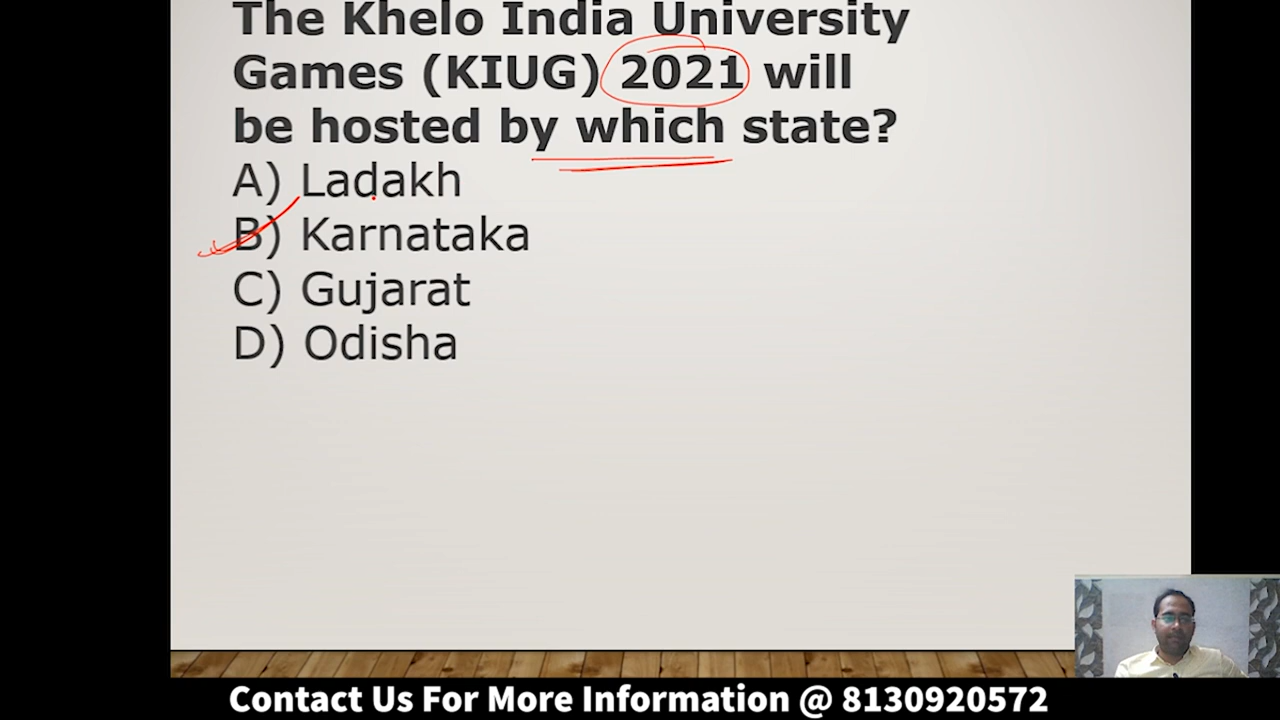 The Khelo India University
Games (KIUG) 2021 will
be hosted by which state?
A) Ladakh
B) Karnataka
C) Gujarat
D) Odisha
Contact Us For More Information @ 8130920572